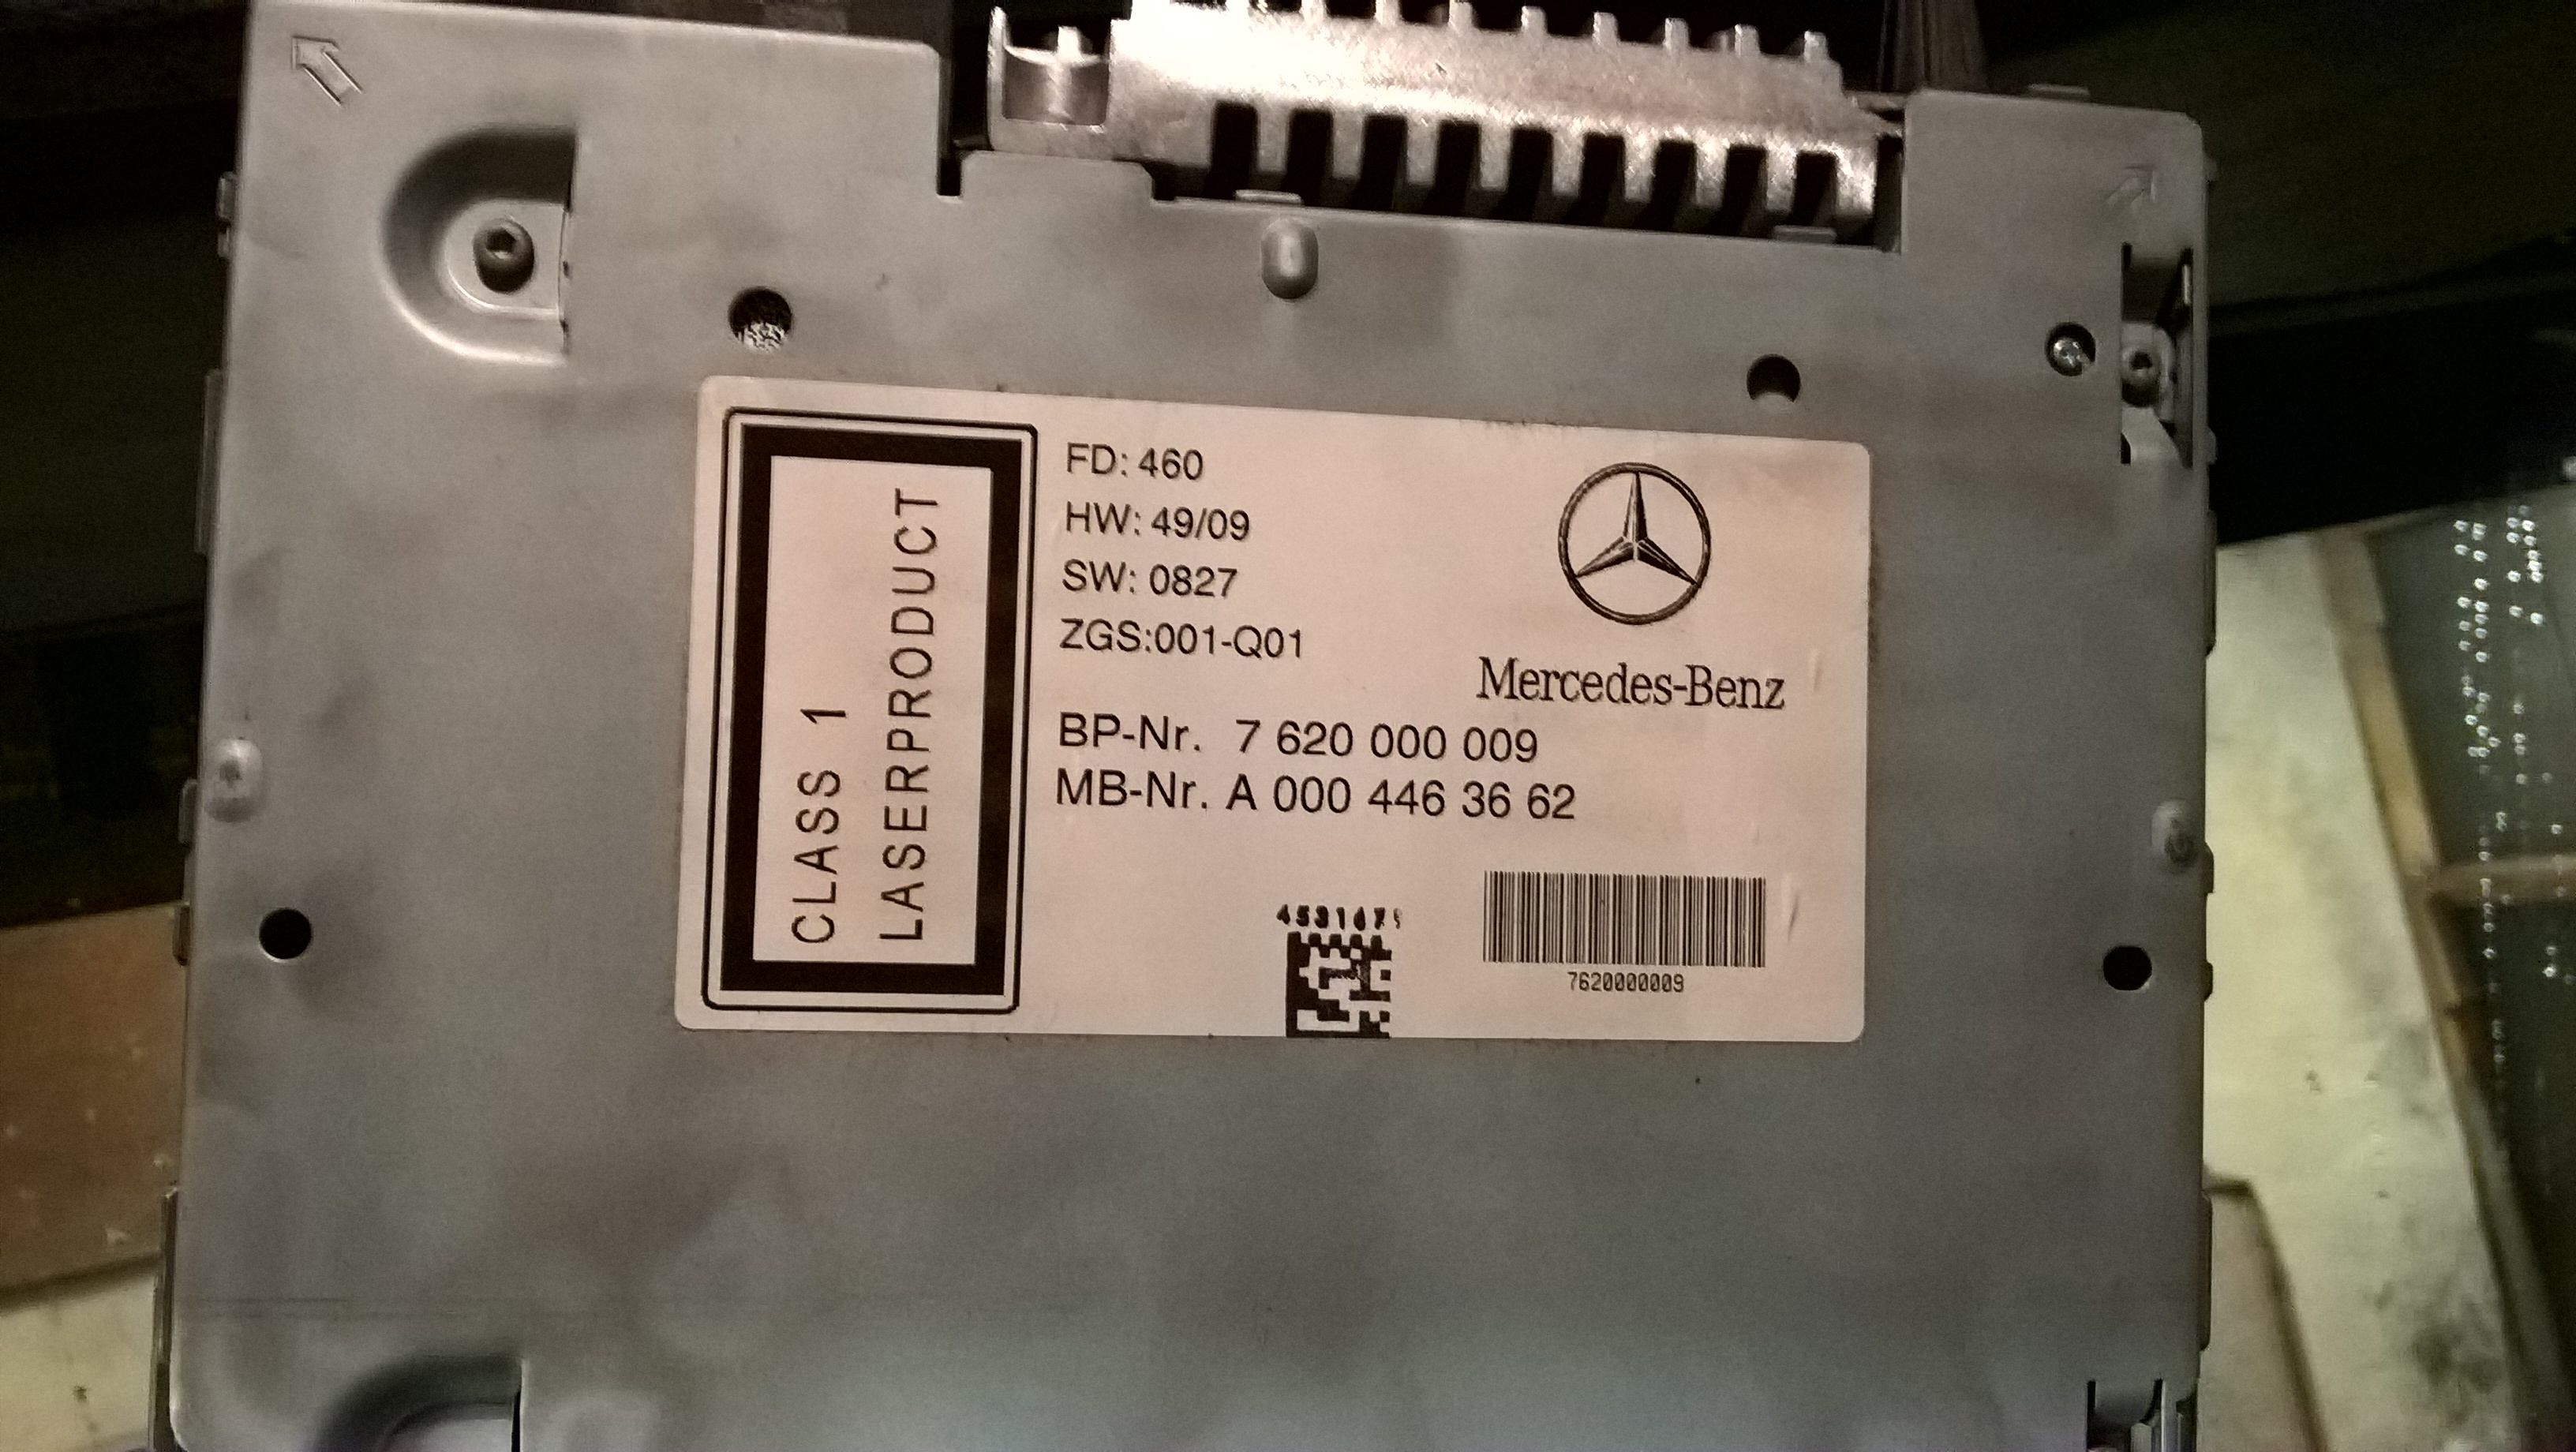 CLASS 1
LASERPRODUCT
FD: 460
HW: 49/09
SW: 0827
ZGS:001-Q01
Mercedes-Benz
BP-Nr. 7 620 000 009
MB-Nr. A 000 446 36 62
7620000009